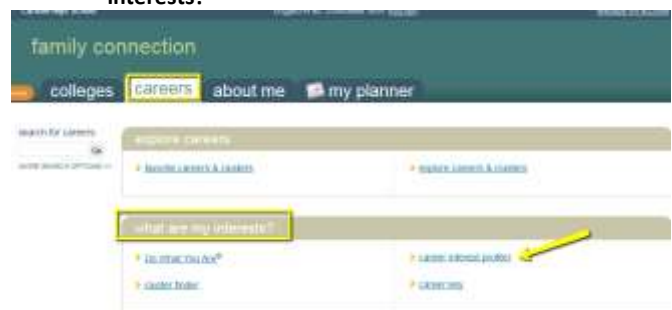 interests?
family connection
colleges careers about me my planner
search for careers
GO
explore careers
favorite careers & clusters explore careers & clusters
what are my interests?
Do What You Are® career interest profiler
cluster finder career key